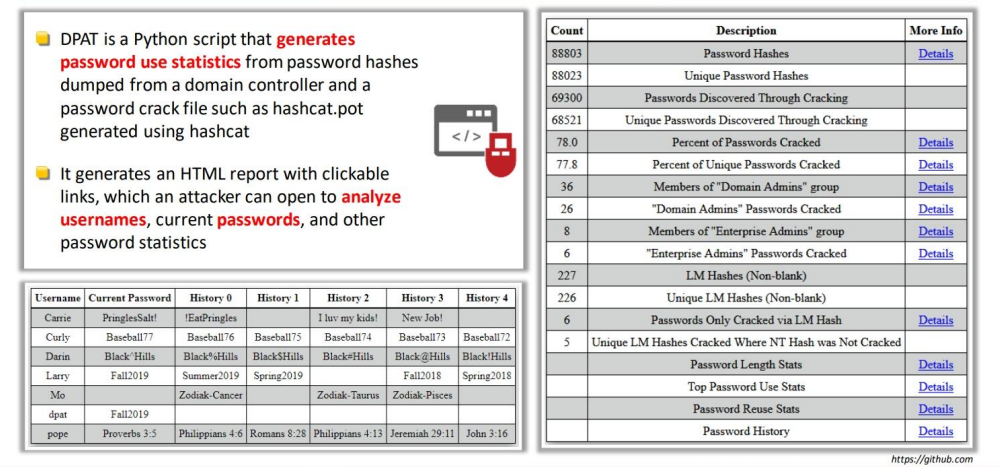 DPAT is a Python script that generates
password use statistics from password hashes
dumped from a domain controller and a
password crack file such as hashcat.pot
generated using hashcat
</>
It generates an HTML report with clickable
links, which an attacker can open to analyze
usernames, current passwords, and other
password statistics
Username Current Password History 0 History 1 History 2 History 3 History 4
Carrie PringlesSalt! !EatPringles I luv my kids! New Job!
Curly Baseball77 Baseball76 Baseball75 Baseball74 Baseball73 Baseball72
Darin Black^Hills Black%Hills Black$Hills Black#Hills Black@Hills Black!Hills
Larry Fall2019 Summer2019 Spring2019 Fall2018 Spring2018
Mo Zodiak-Cancer Zodiak-Taurus Zodiak-Pisces
dpat Fall2019
pope Proverbs 3:5 Philippians 4:6 Romans 8:28 Philippians 4:13 Jeremiah 29:11 John 3:16
Count Description More Info
88803 Password Hashes Details
88023 Unique Password Hashes
69300 Passwords Discovered Through Cracking
68521 Unique Passwords Discovered Through Cracking
78.0 Percent of Passwords Cracked Details
77.8 Percent of Unique Passwords Cracked Details
36 Members of "Domain Admins" group Details
26 "Domain Admins" Passwords Cracked Details
8 Members of "Enterprise Admins" group Details
6 "Enterprise Admins" Passwords Cracked Details
227 LM Hashes (Non-blank)
226 Unique LM Hashes (Non-blank)
6 Passwords Only Cracked via LM Hash Details
5 Unique LM Hashes Cracked Where NT Hash was Not Cracked
Password Length Stats Details
Top Password Use Stats Details
Password Reuse Stats Details
Password History Details
https://github.com